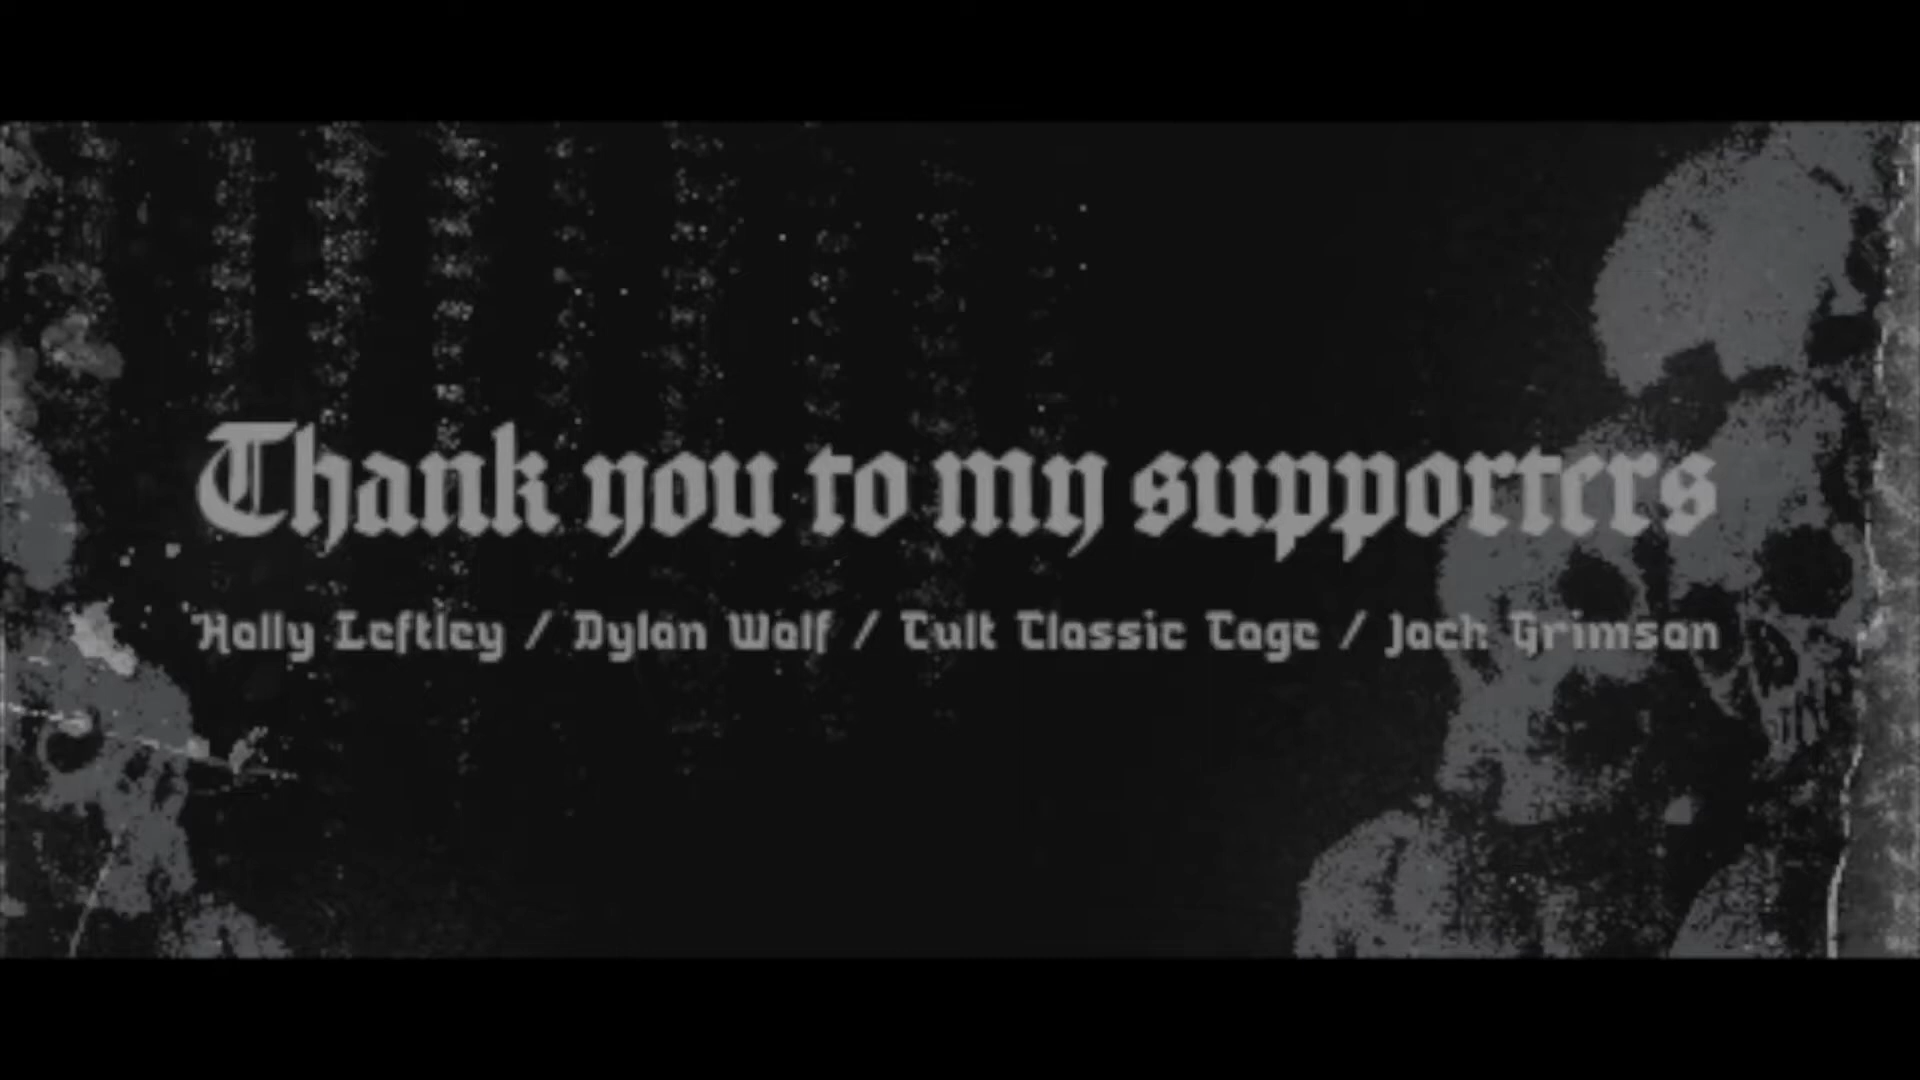 Thank you to my supporters
Holly Leftley / Dylan Wolf / Cult Classic Cage / Jack Grimson